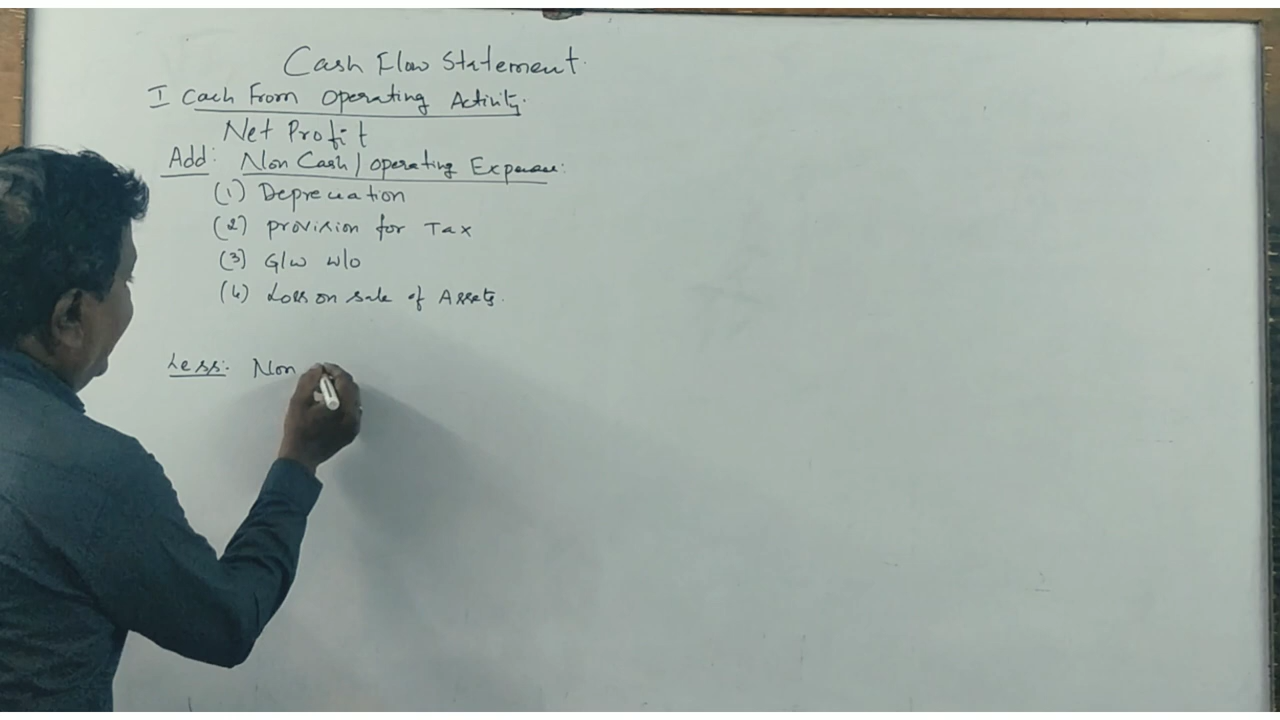 Cash Flow Statement.
I Cash From Operating Activity.
Net Profit
Add: Non Cash / operating Expense:
(1) Depreciation
(2) provision for Tax
(3) G/w w/o
(4) Loss on sale of Assets.
Less: Non